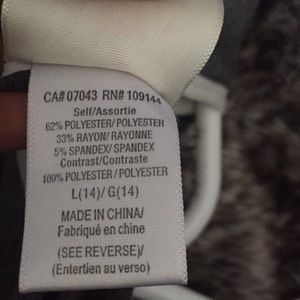 CA# 07043 RN# 109144
Self/Assortie
62% POLYESTER/ POLYESTER
33% RAYON/ RAYONNE
5% SPANDEX/ SPANDEX
Contrast/Contraste
100% POLYESTER/ POLYESTER
L(14)/ G(14)
MADE IN CHINA/
Fabriqué en chine
(SEE REVERSE)/
(Entertien au verso)